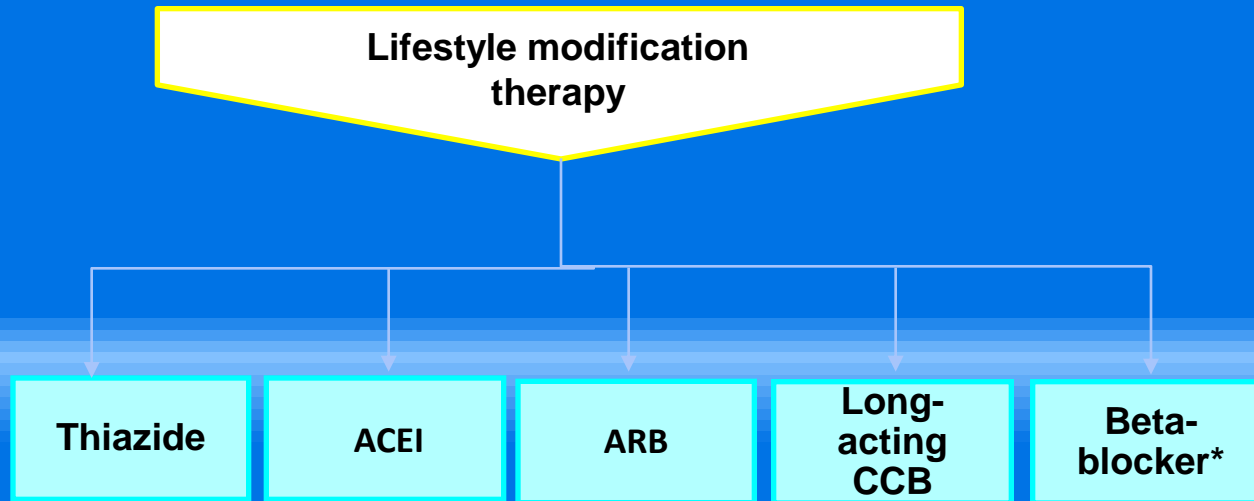 Lifestyle modification
therapy
Thiazide
ACEI
ARB
Long-
acting
CCB
Beta-
blocker*